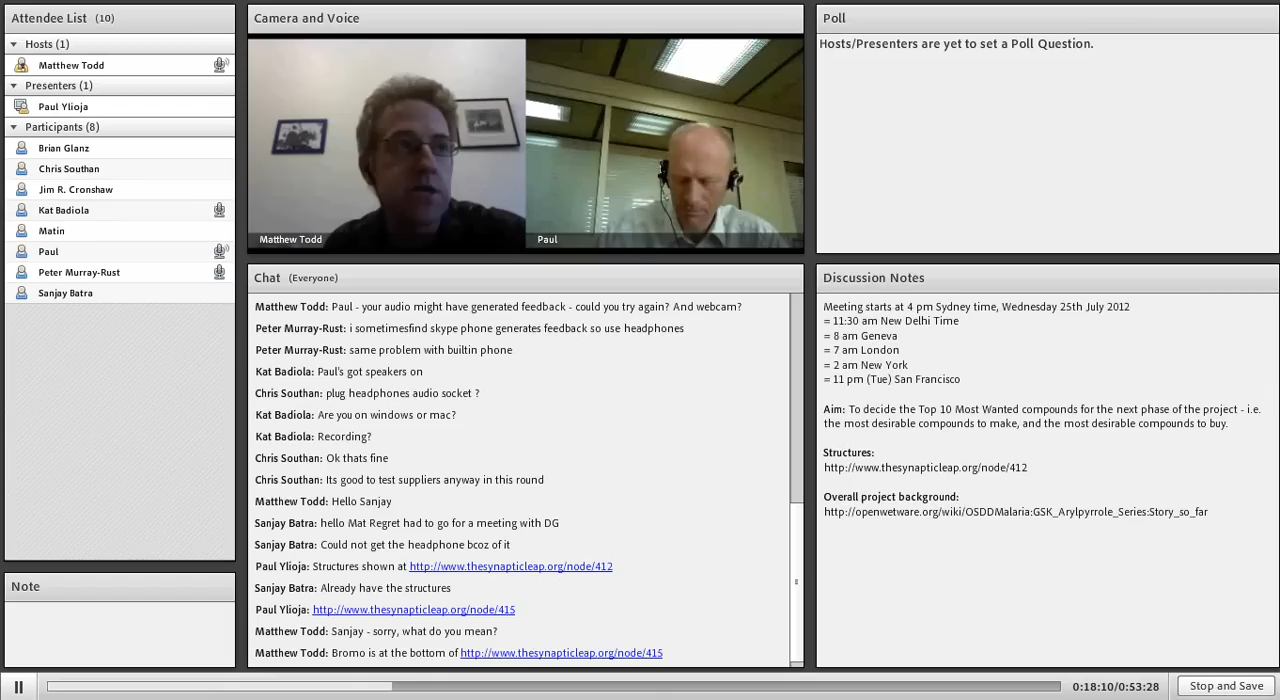 Attendee List (10)
Hosts (1)
Matthew Todd
Presenters (1)
Paul Ylioja
Participants (8)
Brian Glanz
Chris Southan
Jim R. Cronshaw
Kat Badiola
Matin
Paul
Peter Murray-Rust
Sanjay Batra
Note
Camera and Voice
Matthew Todd
Paul
Chat (Everyone)
Matthew Todd: Paul - your audio might have generated feedback - could you try again? And webcam?
Peter Murray-Rust: i sometimesfind skype phone generates feedback so use headphones
Peter Murray-Rust: same problem with builtin phone
Kat Badiola: Paul's got speakers on
Chris Southan: plug headphones audio socket ?
Kat Badiola: Are you on windows or mac?
Kat Badiola: Recording?
Chris Southan: Ok thats fine
Chris Southan: Its good to test suppliers anyway in this round
Matthew Todd: Hello Sanjay
Sanjay Batra: hello Mat Regret had to go for a meeting with DG
Sanjay Batra: Could not get the headphone bcoz of it
Paul Ylioja: Structures shown at http://www.thesynapticleap.org/node/412
Sanjay Batra: Already have the structures
Paul Ylioja: http://www.thesynapticleap.org/node/415
Matthew Todd: Sanjay - sorry, what do you mean?
Matthew Todd: Bromo is at the bottom of http://www.thesynapticleap.org/node/415
Poll
Hosts/Presenters are yet to set a Poll Question.
Discussion Notes
Meeting starts at 4 pm Sydney time, Wednesday 25th July 2012
= 11:30 am New Delhi Time
= 8 am Geneva
= 7 am London
= 2 am New York
= 11 pm (Tue) San Francisco
Aim: To decide the Top 10 Most Wanted compounds for the next phase of the project - i.e.
the most desirable compounds to make, and the most desirable compounds to buy.
Structures:
http://www.thesynapticleap.org/node/412
Overall project background:
http://openwetware.org/wiki/OSDDMalaria:GSK_Arylpyrrole_Series:Story_so_far
0:18:10/0:53:28
Stop and Save